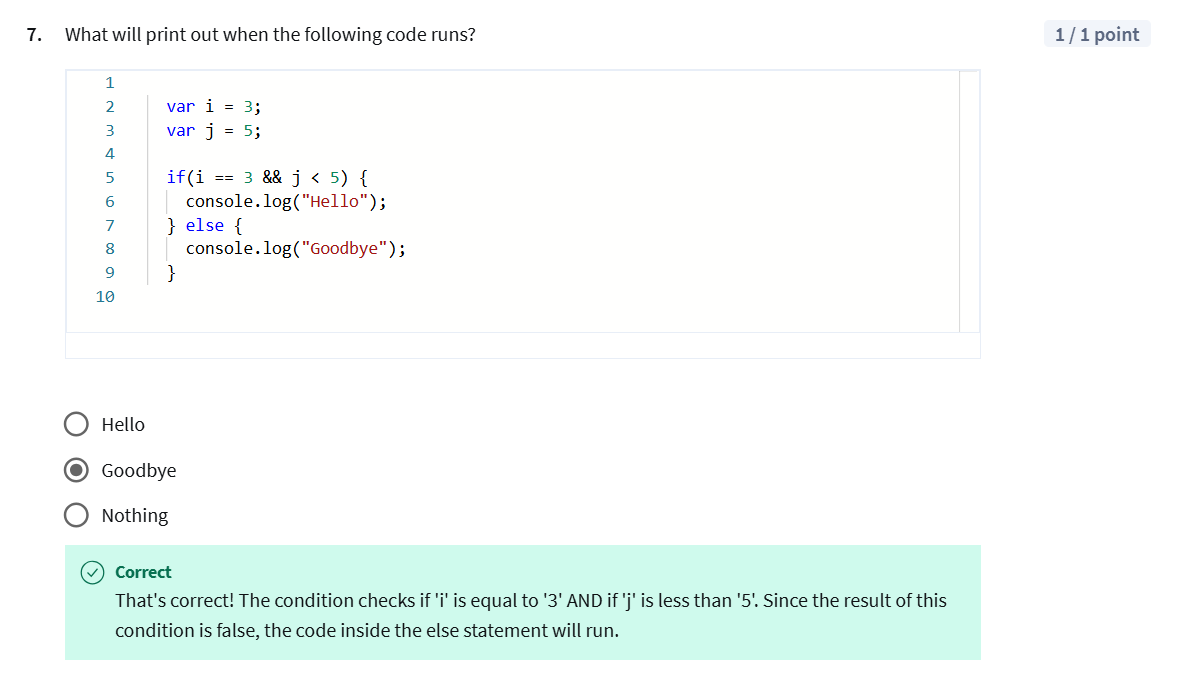 7. What will print out when the following code runs?
1 / 1 point
1
2 var i = 3;
3 var j = 5;
4
5 if(i == 3 && j < 5) {
6 console.log("Hello");
7 } else {
8 console.log("Goodbye");
9 }
10
Hello
Goodbye
Nothing
Correct
That's correct! The condition checks if 'i' is equal to '3' AND if 'j' is less than '5'. Since the result of this
condition is false, the code inside the else statement will run.